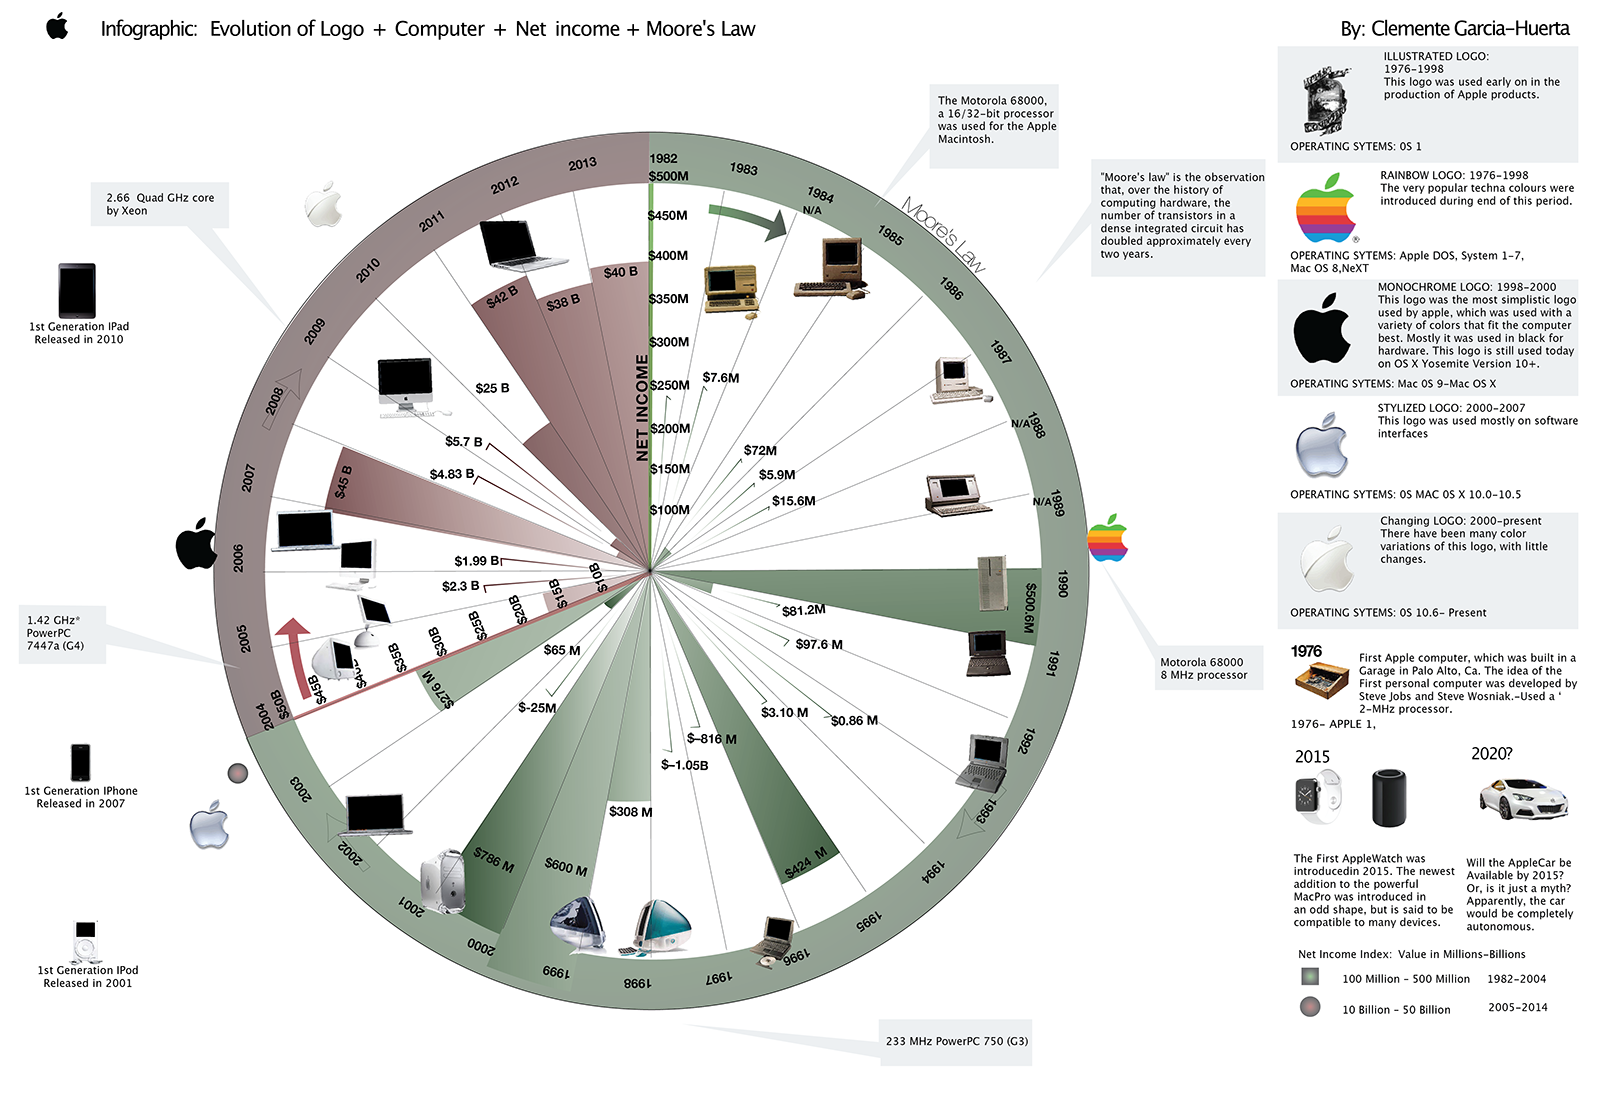 Infographic: Evolution of Logo + Computer + Net income + Moore's Law
By: Clemente Garcia-Huerta
The Motorola 68000,
a 16/32-bit processor
was used for the Apple
Macintosh.
"Moore's law" is the observation
that, over the history of
computing hardware, the
number of transistors in a
dense integrated circuit has
doubled approximately every
two years.
Moore's Law
2.66 Quad GHz core
by Xeon
1st Generation IPad
Released in 2010
1.42 GHz*
PowerPC
7447a (G4)
1st Generation IPhone
Released in 2007
1st Generation IPod
Released in 2001
Motorola 68000
8 MHz processor
233 MHz PowerPC 750 (G3)
1982
1983
1984
1985
1986
1987
1988
1989
1990
1991
1992
1993
1994
1995
1996
1997
1998
1999
2000
2001
2002
2003
2004
2005
2006
2007
2008
2009
2010
2011
2012
2013
NET INCOME
$500M
$450M
$400M
$350M
$300M
$250M
$200M
$150M
$100M
N/A
$7.6M
$72M
$5.9M
$15.6M
N/A
N/A
$500.6M
$81.2M
$97.6 M
$0.86 M
$3.10 M
$424 M
$-816 M
$-1.05B
$308 M
$600 M
$786 M
$-25M
$65 M
$276 M
$50B
$45B
$35B
$30B
$25B
$20B
$15B
$10B
$2.3 B
$1.99 B
$45 B
$4.83 B
$5.7 B
$25 B
$42 B
$38 B
$40 B
ILLUSTRATED LOGO:
1976-1998
This logo was used early on in the
production of Apple products.
OPERATING SYTEMS: OS 1
RAINBOW LOGO: 1976-1998
The very popular techna colours were
introduced during end of this period.
®
OPERATING SYTEMS: Apple DOS, System 1-7,
Mac OS 8,NeXT
MONOCHROME LOGO: 1998-2000
This logo was the most simplistic logo
used by apple, which was used with a
variety of colors that fit the computer
best. Mostly it was used in black for
hardware. This logo is still used today
on OS X Yosemite Version 10+.
OPERATING SYTEMS: Mac OS 9-Mac OS X
STYLIZED LOGO: 2000-2007
This logo was used mostly on software
interfaces
OPERATING SYTEMS: OS MAC OS X 10.0-10.5
Changing LOGO: 2000-present
There have been many color
variations of this logo, with little
changes.
OPERATING SYTEMS: OS 10.6- Present
1976
First Apple computer, which was built in a
Garage in Palo Alto, Ca. The idea of the
First personal computer was developed by
Steve Jobs and Steve Wosniak.-Used a '
2-MHz processor.
1976- APPLE 1,
2015
2020?
The First AppleWatch was
introducedin 2015. The newest
addition to the powerful
MacPro was introduced in
an odd shape, but is said to be
compatible to many devices.
Will the AppleCar be
Available by 2015?
Or, is it just a myth?
Apparently, the car
would be completely
autonomous.
Net Income Index: Value in Millions-Billions
100 Million - 500 Million 1982-2004
10 Billion - 50 Billion 2005-2014